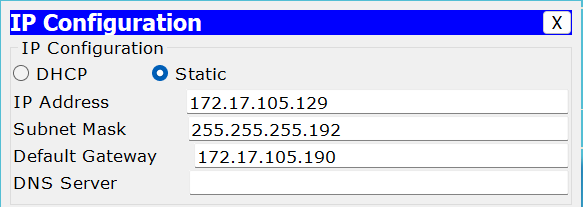 IP Configuration X
IP Configuration
DHCP Static
IP Address 172.17.105.129
Subnet Mask 255.255.255.192
Default Gateway 172.17.105.190
DNS Server